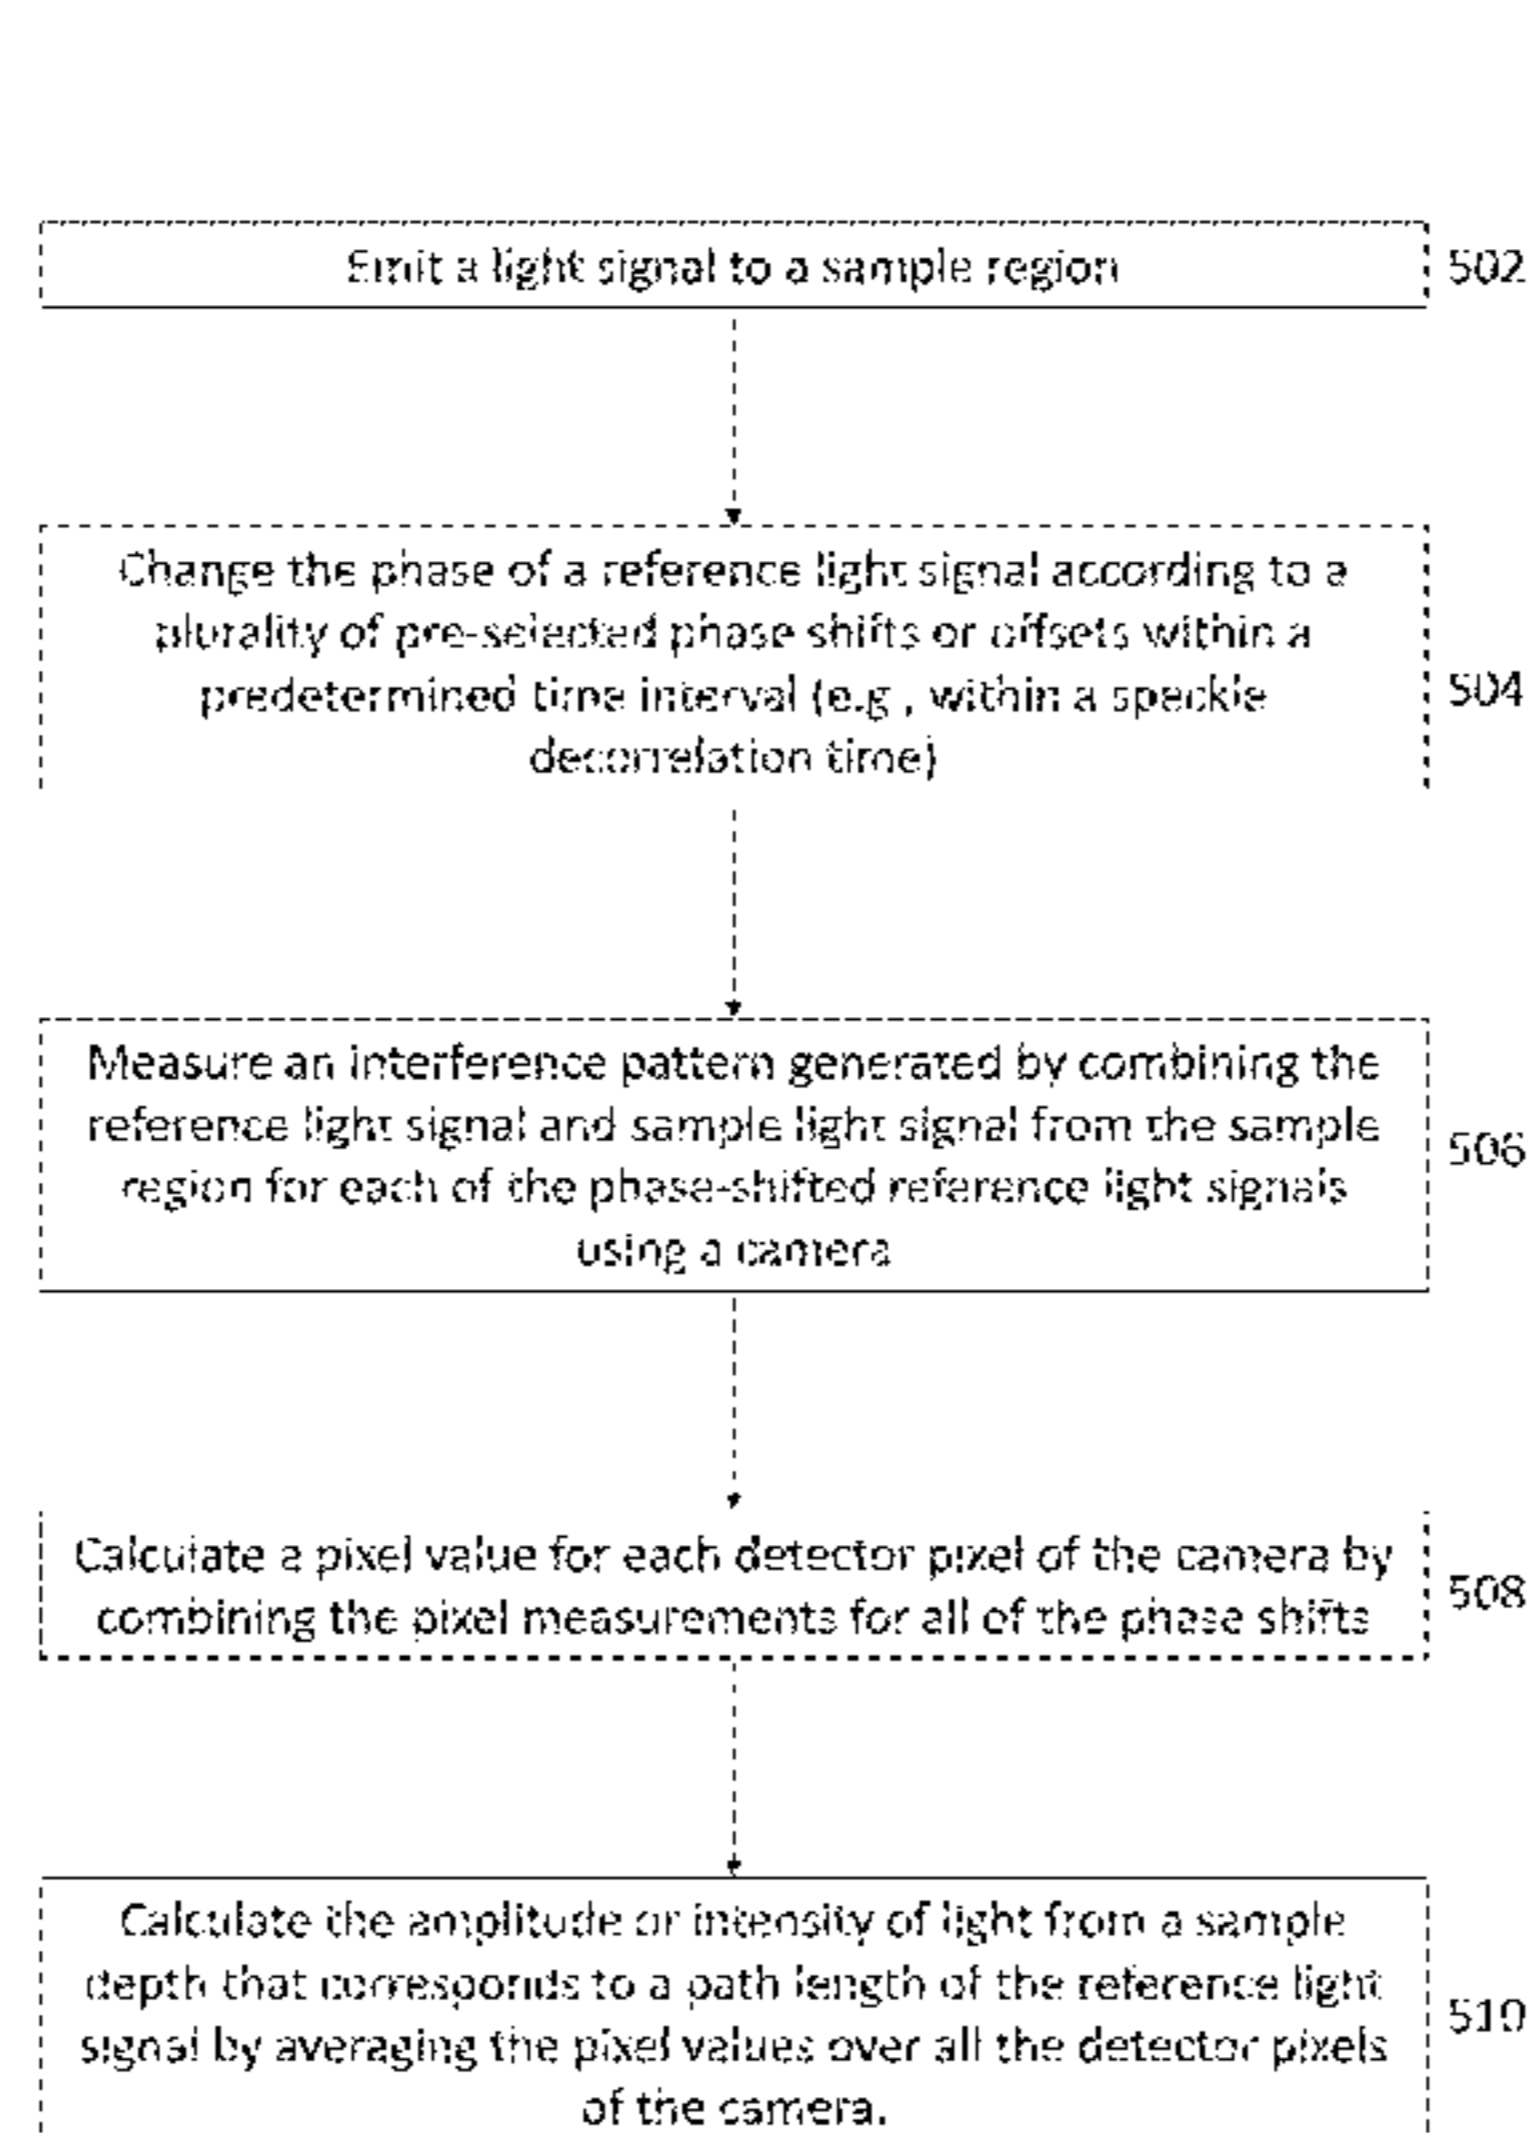 Emit a light signal to a sample region
502
Change the phase of a reference light signal according to a
plurality of pre-selected phase shifts or offsets within a
predetermined time interval (e.g., within a speckle
decorrelation time)
504
Measure an interference pattern generated by combining the
reference light signal and sample light signal from the sample
region for each of the phase-shifted reference light signals
using a camera
506
Calculate a pixel value for each detector pixel of the camera by
combining the pixel measurements for all of the phase shifts
508
Calculate the amplitude or intensity of light from a sample
depth that corresponds to a path length of the reference light
signal by averaging the pixel values over all the detector pixels
of the camera.
510